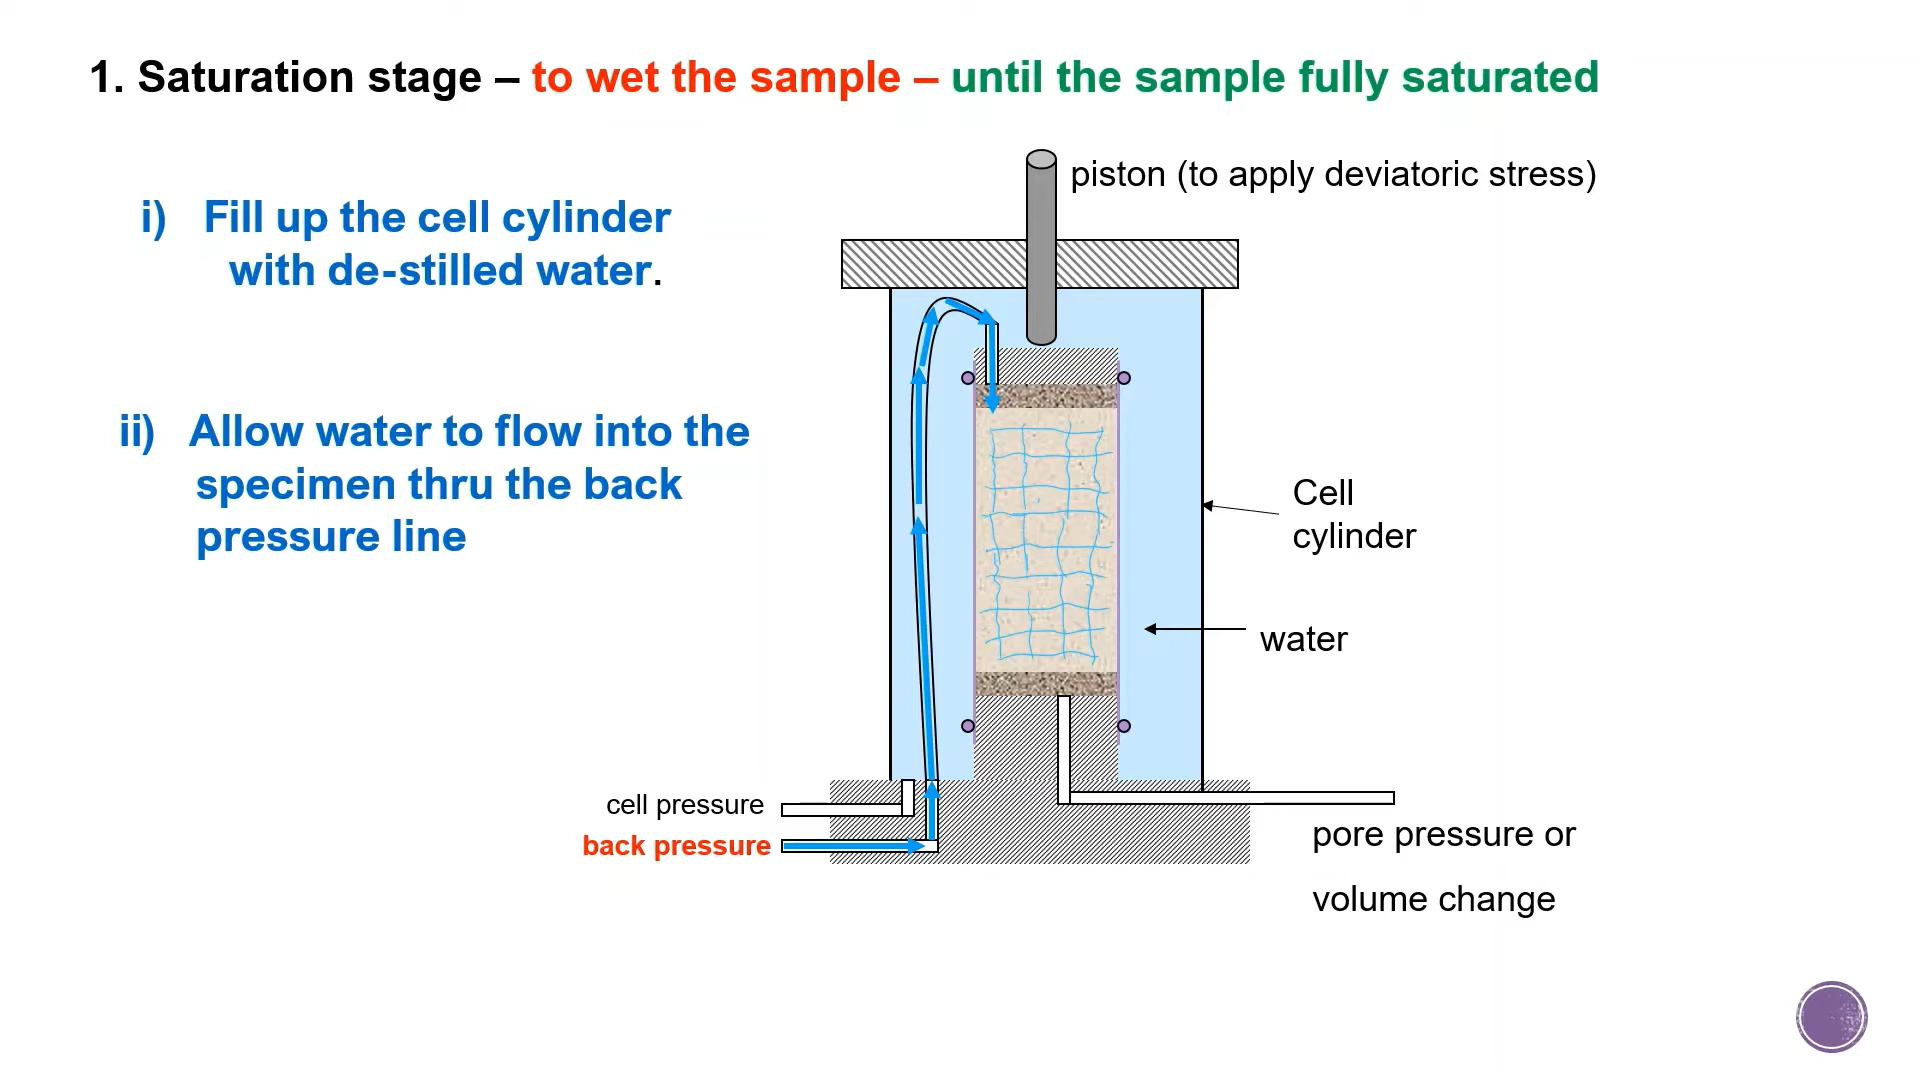 1. Saturation stage – to wet the sample – until the sample fully saturated
i) Fill up the cell cylinder
with de-stilled water.
ii) Allow water to flow into the
specimen thru the back
pressure line
piston (to apply deviatoric stress)
Cell
cylinder
water
cell pressure
back pressure
pore pressure or
volume change